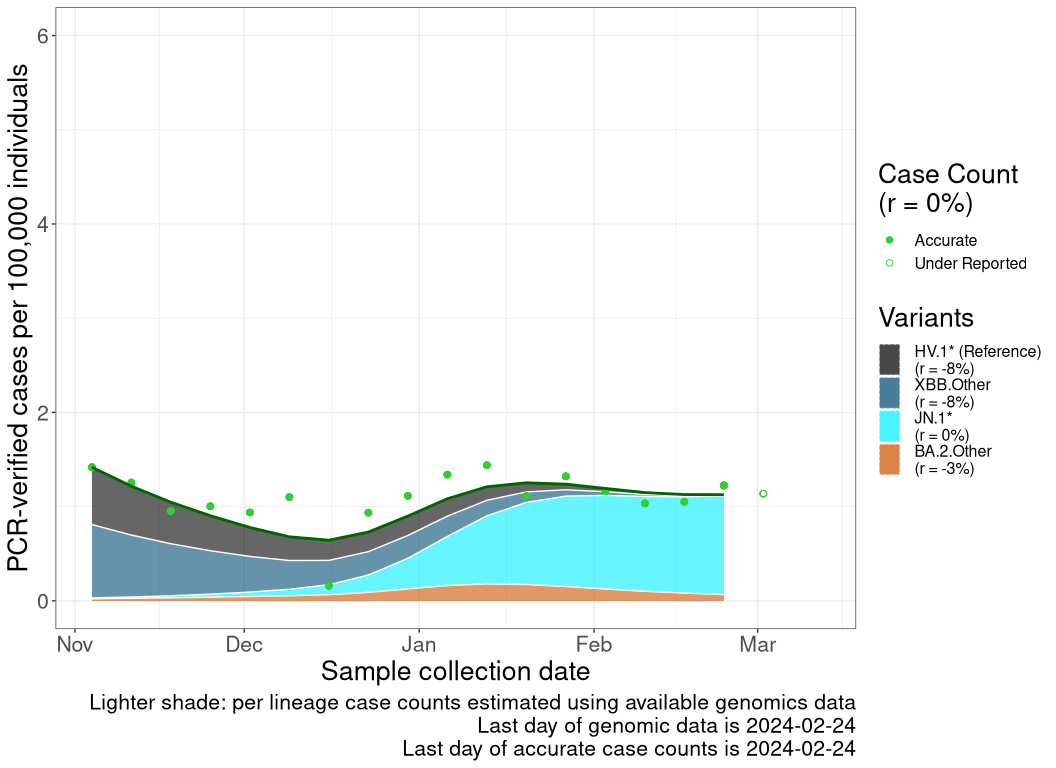 PCR-verified cases per 100,000 individuals
6
4
2
0
Nov
Dec
Jan
Feb
Mar
Sample collection date
Lighter shade: per lineage case counts estimated using available genomics data
Last day of genomic data is 2024-02-24
Last day of accurate case counts is 2024-02-24
Case Count
(r = 0%)
Accurate
Under Reported
Variants
HV.1* (Reference)
(r = -8%)
XBB.Other
(r = -8%)
JN.1*
(r = 0%)
BA.2.Other
(r = -3%)